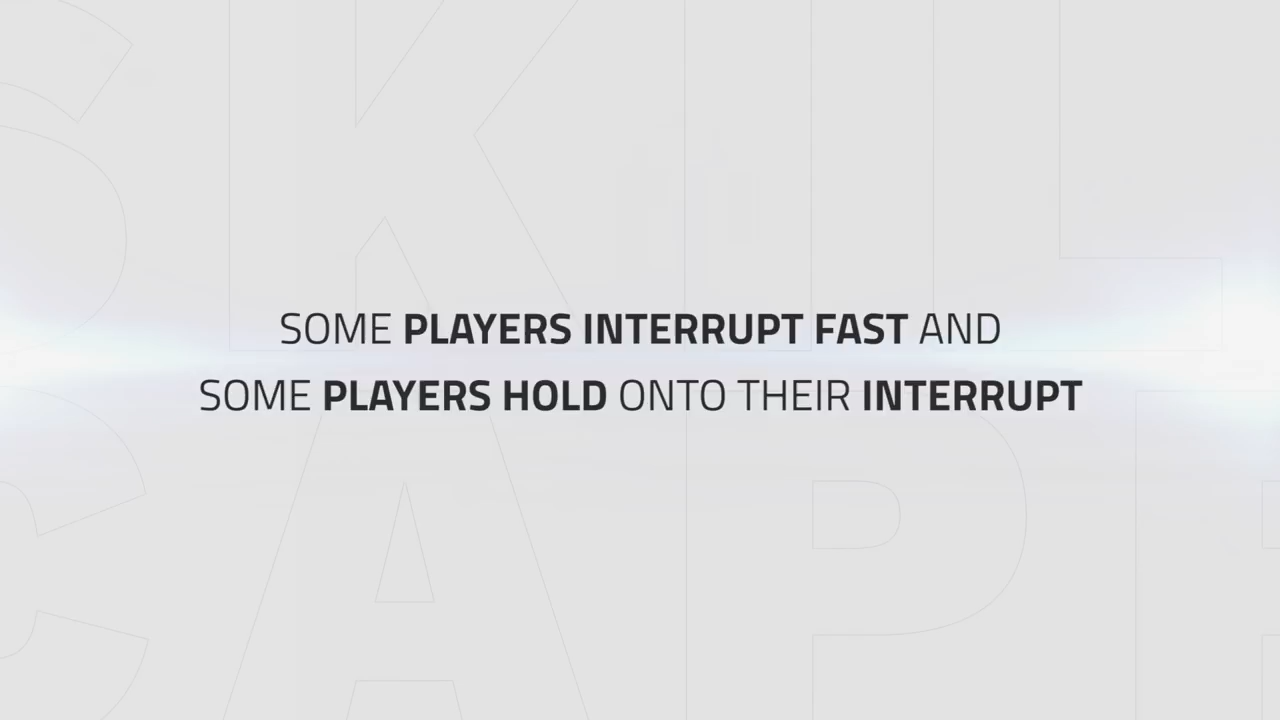 SOME PLAYERS INTERRUPT FAST AND
SOME PLAYERS HOLD ONTO THEIR INTERRUPT